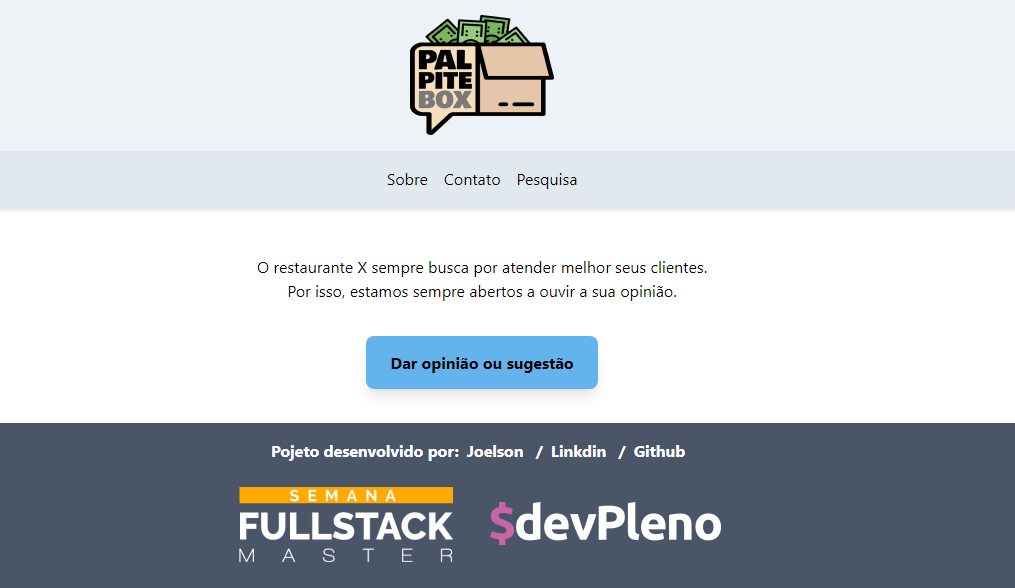 PAL
PITE
BOX
Sobre Contato Pesquisa
O restaurante X sempre busca por atender melhor seus clientes.
Por isso, estamos sempre abertos a ouvir a sua opinião.
Dar opinião ou sugestão
Pojeto desenvolvido por: Joelson / Linkdin / Github
SEMANA
FULLSTACK
MASTER
$devPleno